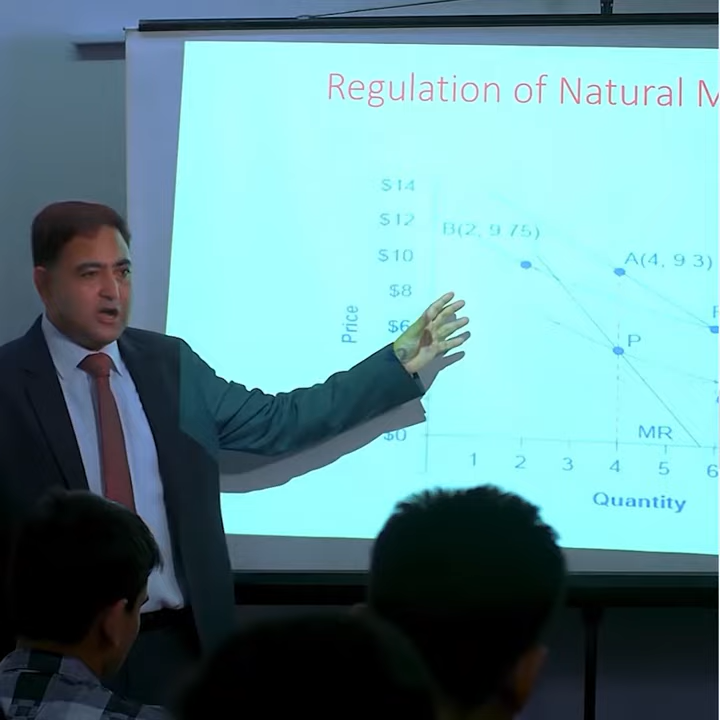 Regulation of Natural M
$14
$12
B(2, 9.75)
$10
A(4, 9.3)
$8
F
$6
P
Price
$0
MR
1 2 3 4 5 6
Quantity